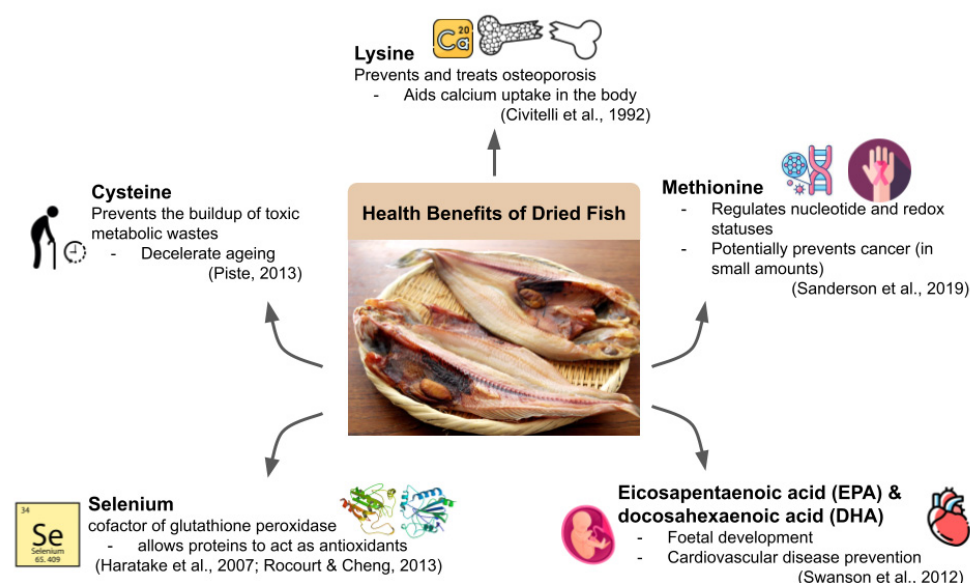 20
Ca
Lysine
Prevents and treats osteoporosis
- Aids calcium uptake in the body
(Civitelli et al., 1992)
Cysteine
Prevents the buildup of toxic
metabolic wastes
- Decelerate ageing
(Piste, 2013)
Health Benefits of Dried Fish
Methionine
- Regulates nucleotide and redox
statuses
- Potentially prevents cancer (in
small amounts)
(Sanderson et al., 2019)
34
Se
Selenium
65, 409
Selenium
cofactor of glutathione peroxidase
- allows proteins to act as antioxidants
(Haratake et al., 2007; Rocourt & Cheng, 2013)
Eicosapentaenoic acid (EPA) &
docosahexaenoic acid (DHA)
- Foetal development
- Cardiovascular disease prevention
(Swanson et al., 2012)